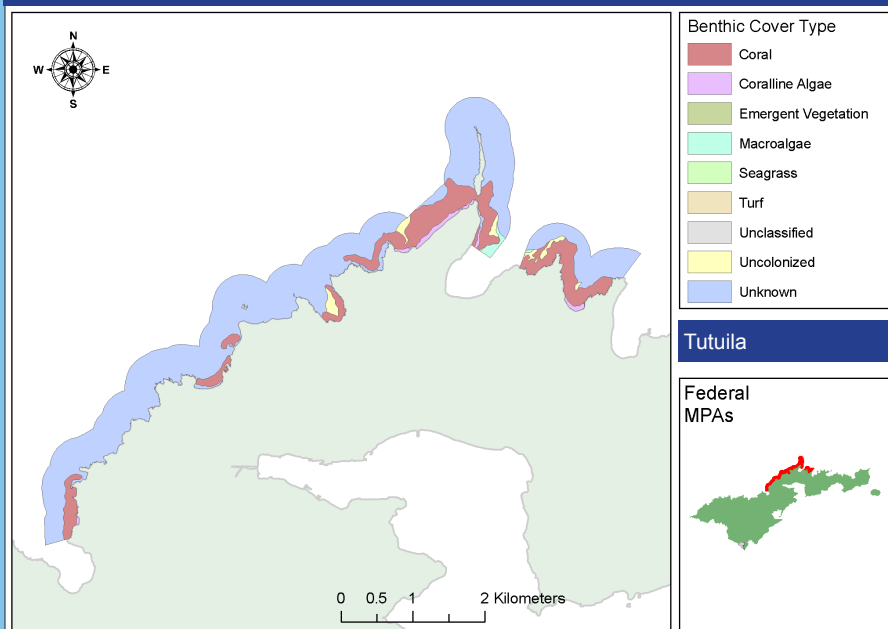 N
W E
S
0 0.5 1 2 Kilometers
Benthic Cover Type
Coral
Coralline Algae
Emergent Vegetation
Macroalgae
Seagrass
Turf
Unclassified
Uncolonized
Unknown
Tutuila
Federal
MPAs